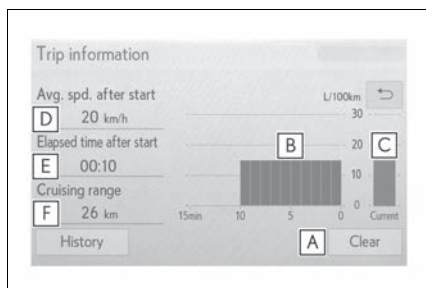 Trip information
Avg. spd. after start
L/100km
D
20 km/h
30
Elapsed time after start
B
20
C
E
00:10
10
Cruising range
0
F
26 km
15min
10
5
0
Current
History
A
Clear